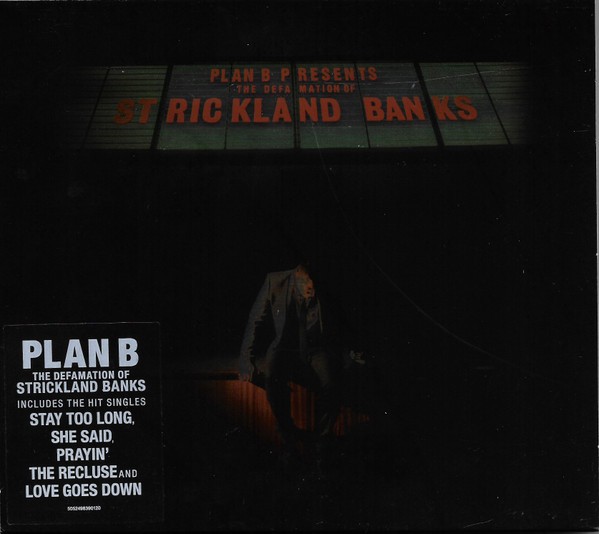 PLAN B PRESENTS
THE DEFAMATION OF
STRICKLAND BANKS
PLAN B
THE DEFAMATION OF
STRICKLAND BANKS
INCLUDES THE HIT SINGLES
STAY TOO LONG,
SHE SAID,
PRAYIN'
THE RECLUSE AND
LOVE GOES DOWN
5052498390120